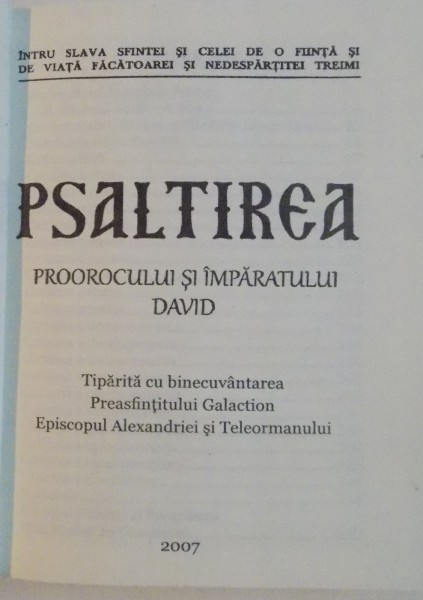 ÎNTRU SLAVA SFINTEI ŞI CELEI DE O FIINŢĂ ŞI
DE VIAŢĂ FĂCĂTOAREI ŞI NEDESPĂRŢITEI TREIMI
PSALTIREA
PROOROCULUI ŞI ÎMPĂRATULUI
DAVID
Tipărită cu binecuvântarea
Preasfinţitului Galaction
Episcopul Alexandriei şi Teleormanului
2007